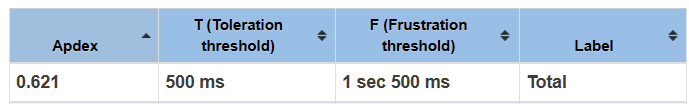 Apdex
T (Toleration
threshold)
F (Frustration
threshold)
Label
0.621
500 ms
1 sec 500 ms
Total